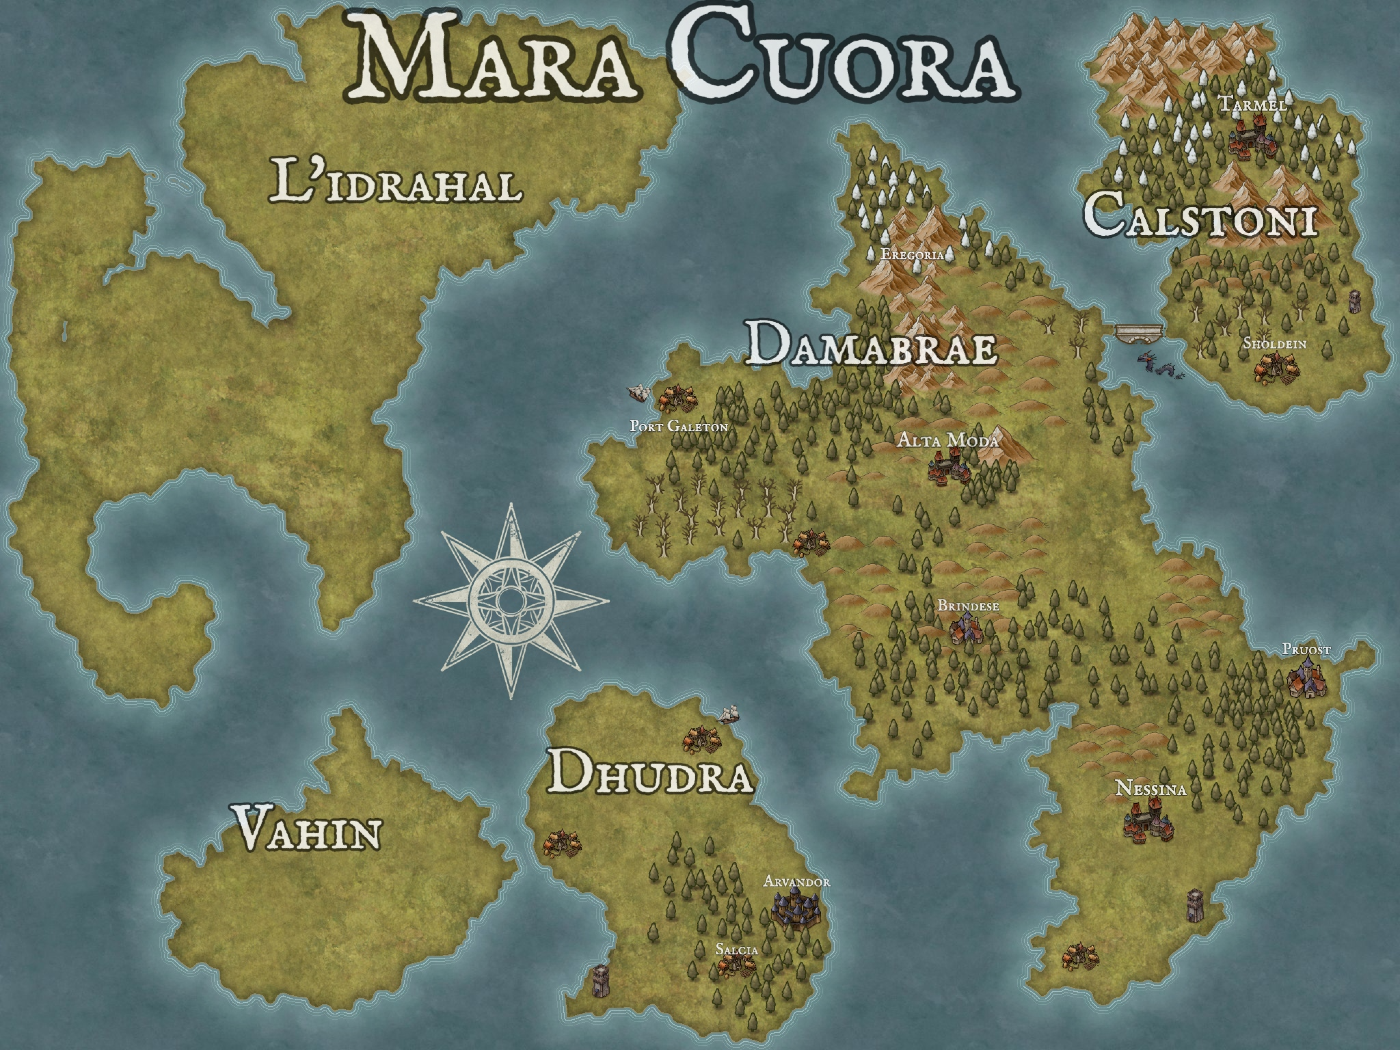 Mara Cuora
Tarmel
L'idrahal
Calstoni
Eregoria
Damabrae
Sholdein
Port Galeton
Alta Moda
Brindese
Pruost
Dhudra
Nessina
Vahin
Arvandor
Salcia